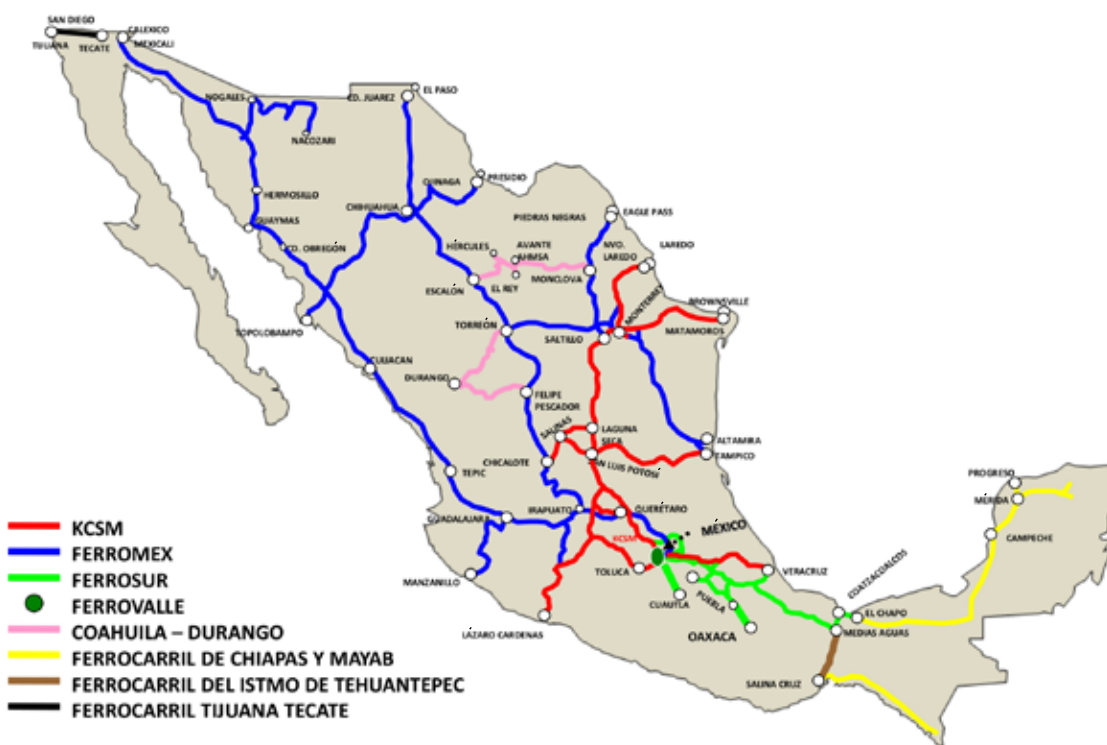 SAN DIEGO
CALEXICO
TIJUANA
TECATE
MEXICALI
NOGALES
CD. JUAREZ
EL PASO
NACOZARI
OJINAGA
PRESIDIO
HERMOSILLO
CHIHUAHUA
PIEDRAS NEGRAS
EAGLE PASS
GUAYMAS
CD. OBREGÓN
HÉRCULES
AVANTE
AHMSA
NVO.
LAREDO
LAREDO
MONCLOVA
ESCALÓN
EL REY
BROWNSVILLE
MONTERREY
TOPOLOBAMPO
TORREÓN
SALTILLO
MATAMOROS
CULIACAN
DURANGO
FELIPE
PESCADOR
SALINAS
LAGUNA
SECA
ALTAMIRA
TAMPICO
CHICALOTE
SAN LUIS POTOSÍ
TEPIC
PROGRESO
MERIDA
IRAPUATO
QUERÉTARO
GUADALAJARA
MÉXICO
KCSM
CAMPECHE
MANZANILLO
TOLUCA
VERACRUZ
COATZACOALCOS
CUAUTLA
PUEBLA
EL CHAPO
LÁZARO CARDENAS
OAXACA
MEDIAS AGUAS
SALINA CRUZ
KCSM
FERROMEX
FERROSUR
FERROVALLE
COAHUILA – DURANGO
FERROCARRIL DE CHIAPAS Y MAYAB
FERROCARRIL DEL ISTMO DE TEHUANTEPEC
FERROCARRIL TIJUANA TECATE